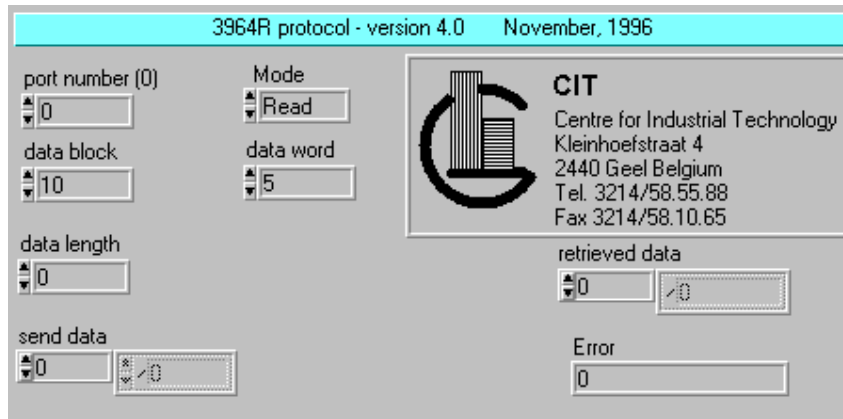 3964R protocol - version 4.0 November, 1996
port number (0)
0
Mode
Read
data block
10
data word
5
CIT
Centre for Industrial Technology
Kleinhoefstraat 4
2440 Geel Belgium
Tel. 3214/58.55.88
Fax 3214/58.10.65
data length
0
retrieved data
0
0
send data
0
0
Error
0